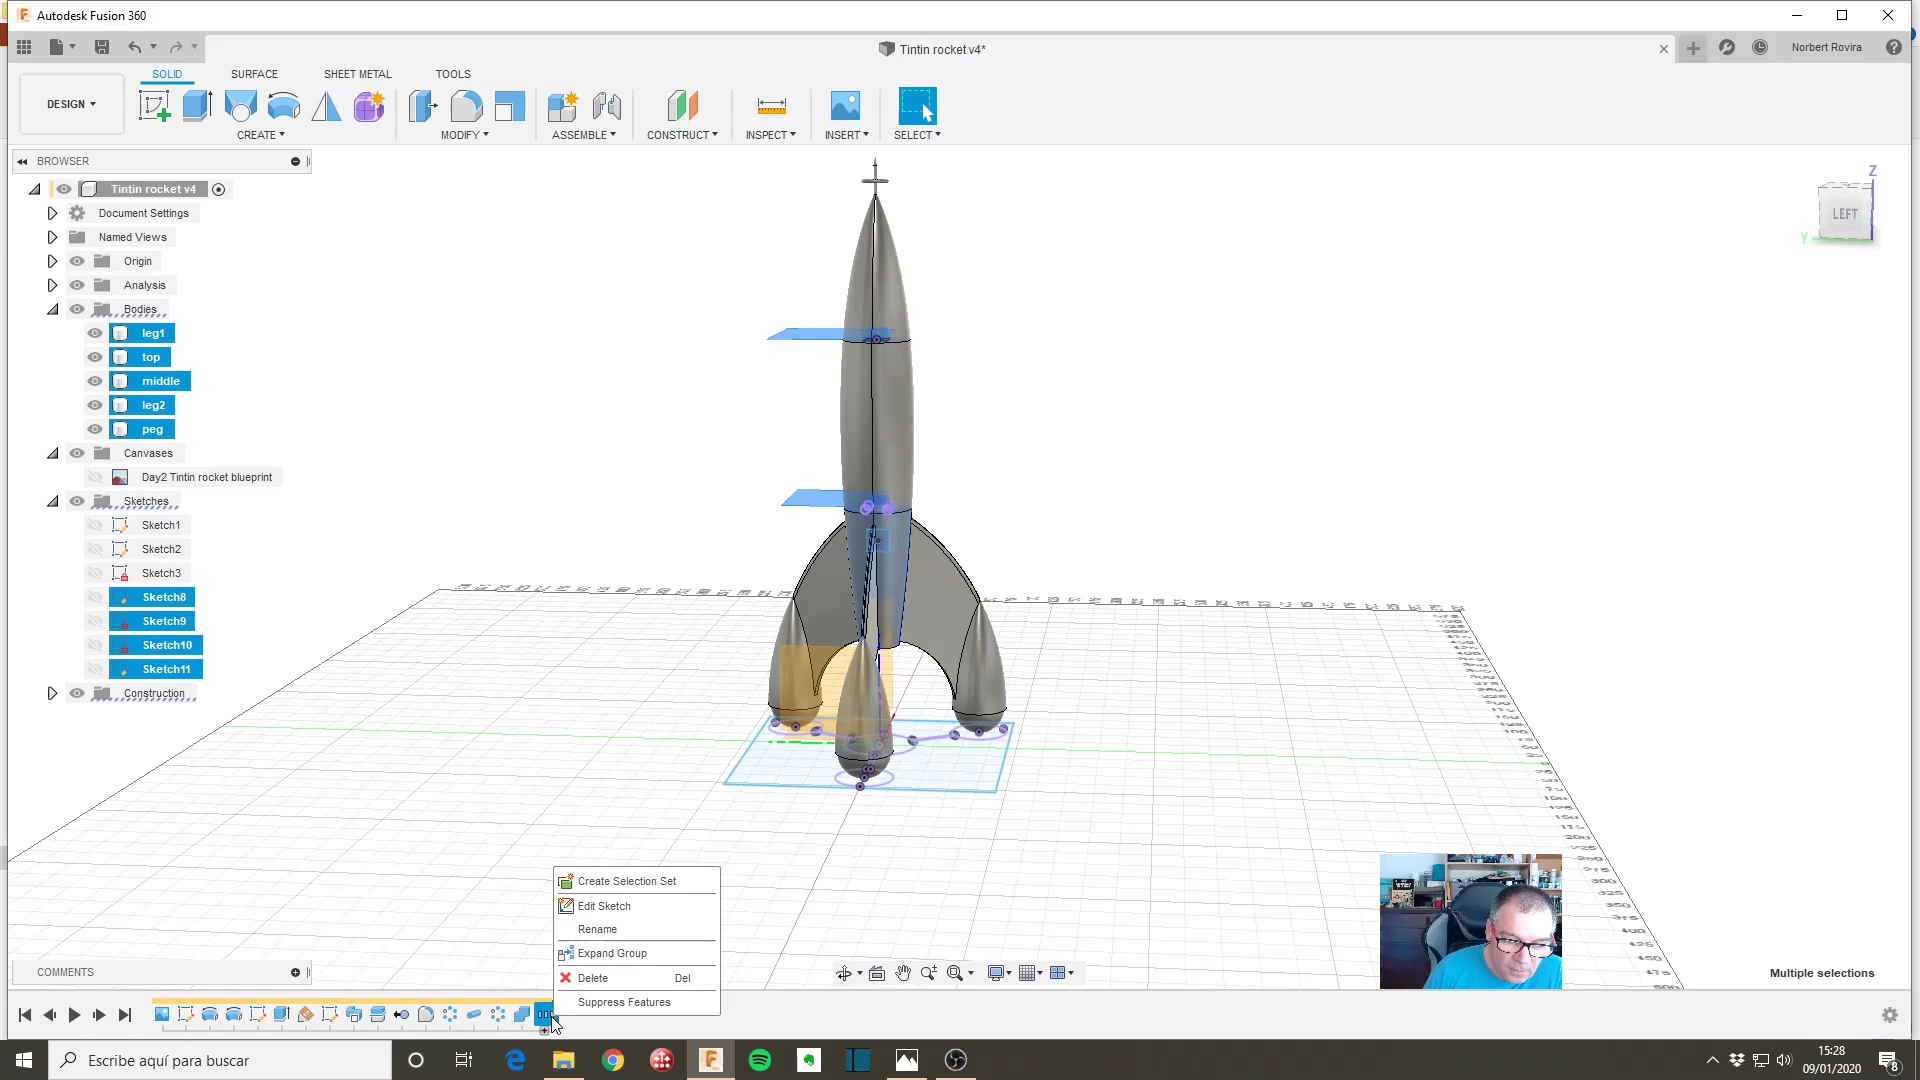 Autodesk Fusion 360
Tintin rocket v4*
Norbert Rovira
DESIGN
SOLID
SURFACE
SHEET METAL
TOOLS
CREATE
MODIFY
ASSEMBLE
CONSTRUCT
INSPECT
INSERT
SELECT
BROWSER
Tintin rocket v4
Document Settings
Named Views
Origin
Analysis
Bodies
leg1
top
middle
leg2
peg
Canvases
Day2 Tintin rocket blueprint
Sketches
Sketch1
Sketch2
Sketch3
Sketch8
Sketch9
Sketch10
Sketch11
Construction
Z
LEFT
Y
Create Selection Set
Edit Sketch
Rename
Expand Group
Delete Del
Suppress Features
COMMENTS
Multiple selections
Escribe aquí para buscar
15:28
09/01/2020
8